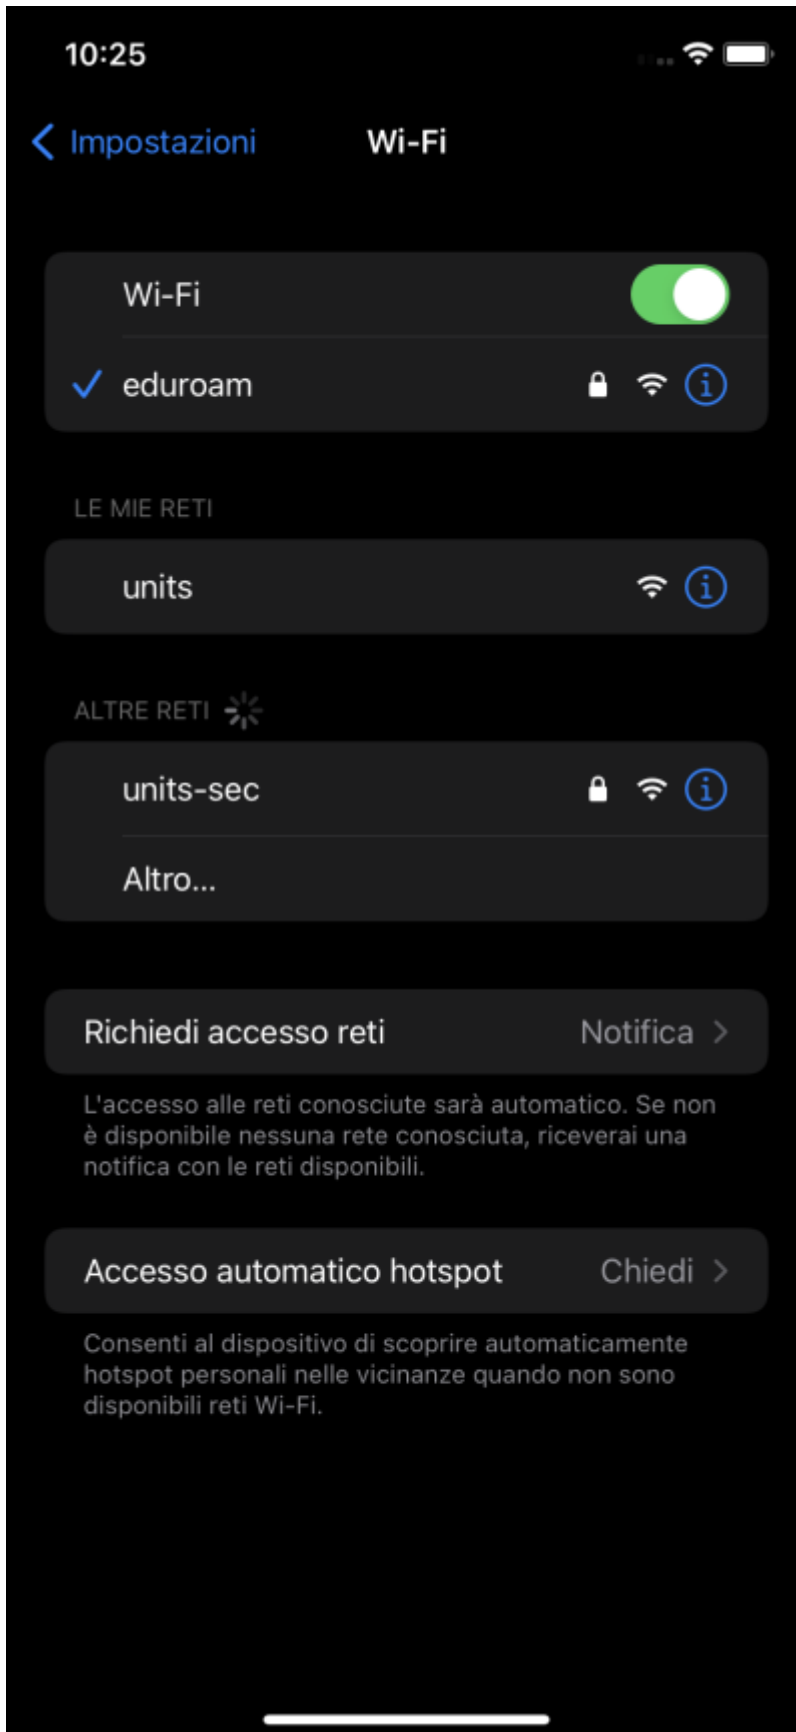 10:25
Impostazioni
Wi-Fi
Wi-Fi
eduroam
LE MIE RETI
units
ALTRE RETI
units-sec
Altro...
Richiedi accesso reti Notifica
L'accesso alle reti conosciute sarà automatico. Se non
è disponibile nessuna rete conosciuta, riceverai una
notifica con le reti disponibili.
Accesso automatico hotspot Chiedi
Consenti al dispositivo di scoprire automaticamente
hotspot personali nelle vicinanze quando non sono
disponibili reti Wi-Fi.